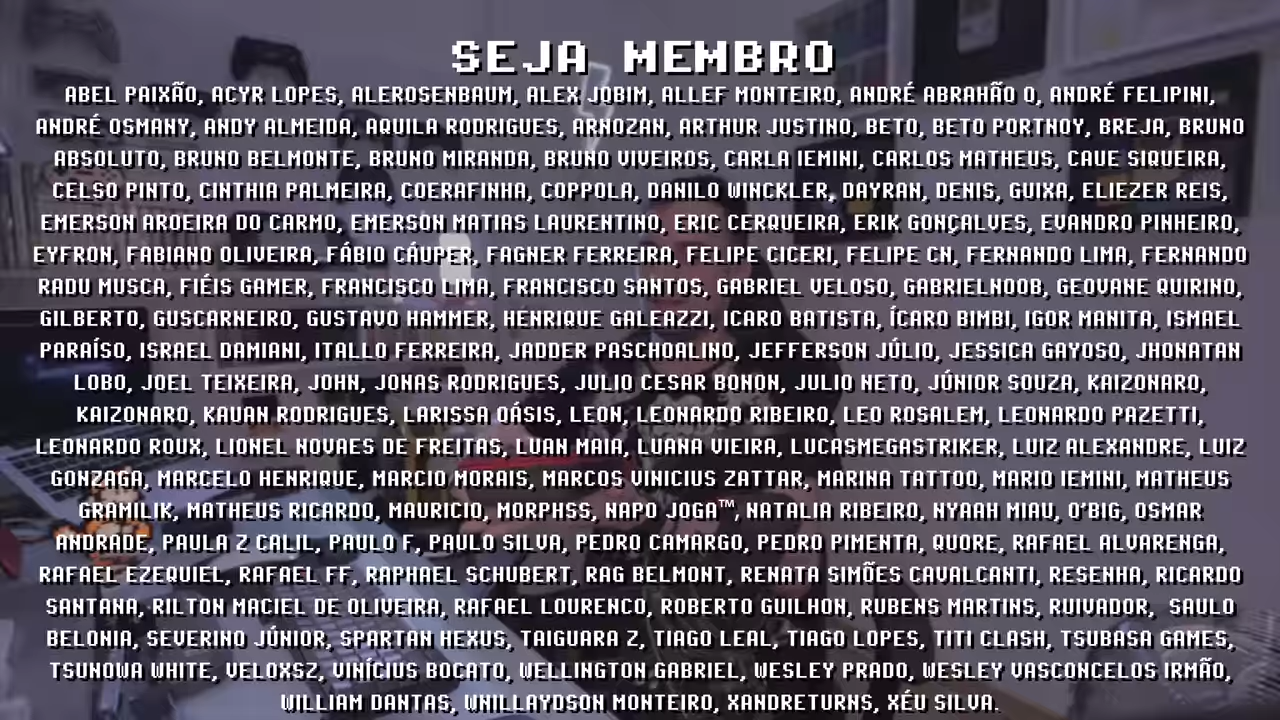 SEJA MEMBRO
ABEL PAIXÃO, ACYR LOPES, ALEROSENBAUM, ALEX JOBIM, ALLEF MONTEIRO, ANDRÉ ABRAHÃO O, ANDRÉ FELIPINI,
ANDRÉ OSMANY, ANDY ALMEIDA, AQUILA RODRIGUES, ARNOZAN, ARTHUR JUSTINO, BETO, BETO PORTNOY, BREJA, BRUNO
ABSOLUTO, BRUNO BELMONTE, BRUNO MIRANDA, BRUNO VIVEIROS, CARLA IEMINI, CARLOS MATHEUS, CAUE SIQUEIRA,
CELSO PINTO, CINTHIA PALMEIRA, COERAFINHA, COPPOLA, DANILO WINCKLER, DAYRAN, DENIS, GUIXA, ELIEZER REIS,
EMERSON AROEIRA DO CARMO, EMERSON MATIAS LAURENTINO, ERIC CERQUEIRA, ERIK GONÇALVES, EVANDRO PINHEIRO,
EYFRON, FABIANO OLIVEIRA, FÁBIO CÁUPER, FAGNER FERREIRA, FELIPE CICERI, FELIPE CN, FERNANDO LIMA, FERNANDO
RADU MUSCA, FIÉIS GAMER, FRANCISCO LIMA, FRANCISCO SANTOS, GABRIEL VELOSO, GABRIELNOOB, GEOVANE QUIRINO,
GILBERTO, GUSCARNEIRO, GUSTAVO HAMMER, HENRIQUE GALEAZZI, ICARO BATISTA, ÍCARO BIMBI, IGOR MANITA, ISMAEL
PARAÍSO, ISRAEL DAMIANI, ITALLO FERREIRA, JADDER PASCHOALINO, JEFFERSON JÚLIO, JESSICA GAYOSO, JHONATAN
LOBO, JOEL TEIXEIRA, JOHN, JONAS RODRIGUES, JULIO CESAR BONON, JULIO NETO, JÚNIOR SOUZA, KAIZONARO,
KAIZONARO, KAUAN RODRIGUES, LARISSA OÁSIS, LEON, LEONARDO RIBEIRO, LEO ROSALEM, LEONARDO PAZETTI,
LEONARDO ROUX, LIONEL NOVAES DE FREITAS, LUAN MAIA, LUANA VIEIRA, LUCASMEGASTRIKER, LUIZ ALEXANDRE, LUIZ
GONZAGA, MARCELO HENRIQUE, MARCIO MORAIS, MARCOS VINICIUS ZATTAR, MARINA TATTOO, MARIO IEMINI, MATHEUS
GRAMILIK, MATHEUS RICARDO, MAURICIO, MORPHSS, NAPO JOGA™, NATALIA RIBEIRO, NYAAH MIAU, O'BIG, OSMAR
ANDRADE, PAULA Z CALIL, PAULO F, PAULO SILVA, PEDRO CAMARGO, PEDRO PIMENTA, QUORE, RAFAEL ALVARENGA,
RAFAEL EZEQUIEL, RAFAEL FF, RAPHAEL SCHUBERT, RAG BELMONT, RENATA SIMÕES CAVALCANTI, RESENHA, RICARDO
SANTANA, RILTON MACIEL DE OLIVEIRA, RAFAEL LOURENCO, ROBERTO GUILHON, RUBENS MARTINS, RUIVADOR, SAULO
BELONIA, SEVERINO JÚNIOR, SPARTAN HEXUS, TAIGUARA Z, TIAGO LEAL, TIAGO LOPES, TITI CLASH, TSUBASA GAMES,
TSUNOWA WHITE, VELOXSZ, VINÍCIUS BOCATO, WELLINGTON GABRIEL, WESLEY PRADO, WESLEY VASCONCELOS IRMÃO,
WILLIAM DANTAS, WNILLAYDSON MONTEIRO, XANDRETURNS, XÉU SILVA.